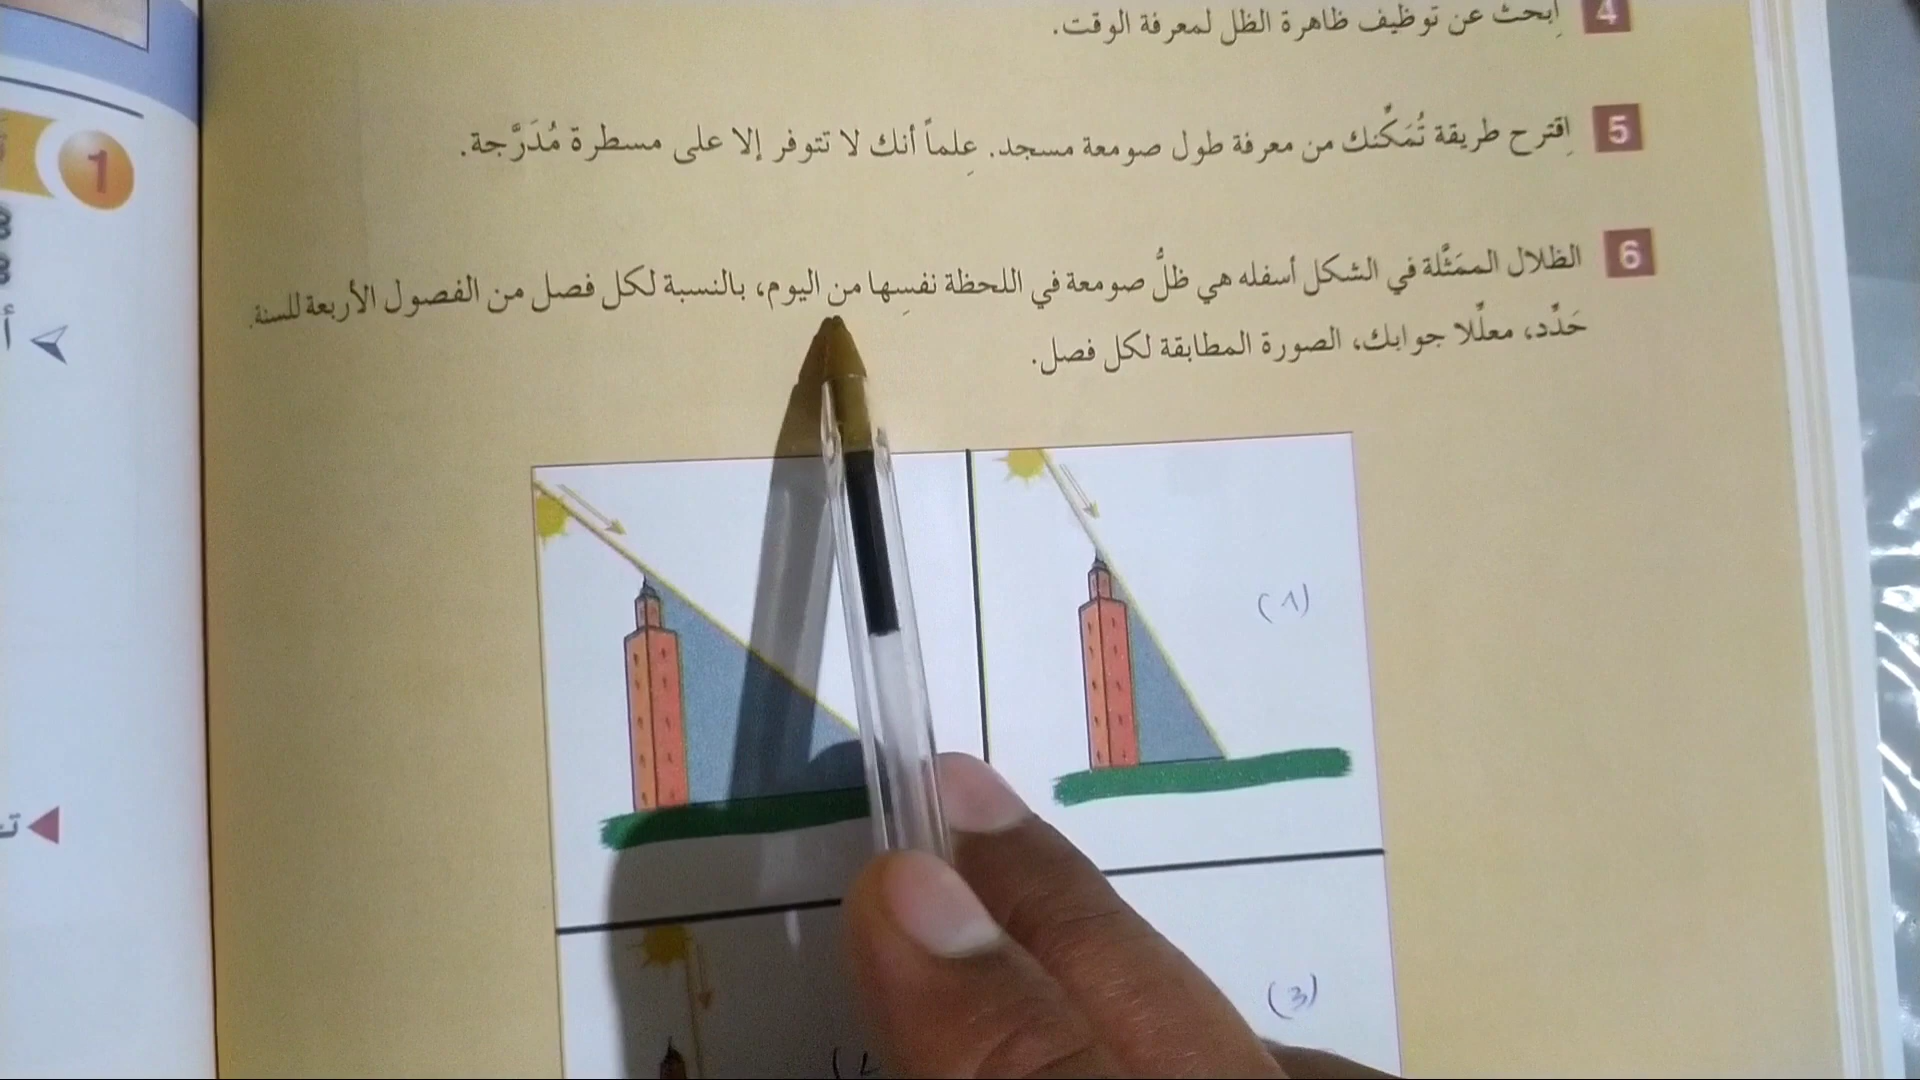 4 اِبحث عن توظيف ظاهرة الظل لمعرفة الوقت.
5 اِقترح طريقة تُمَكِّنك من معرفة طول صومعة مسجد. عِلماً أنك لا تتوفر إلا على مسطرة مُدَرَّجة.
6 الظلال الممَثَّلة في الشكل أسفله هي ظلُّ صومعة في اللحظة نفسِها من اليوم، بالنسبة لكل فصل من الفصول الأربعة للسنة.
حَدِّد، معلِّلا جوابك، الصورة المطابقة لكل فصل.
1
(1)
(3)